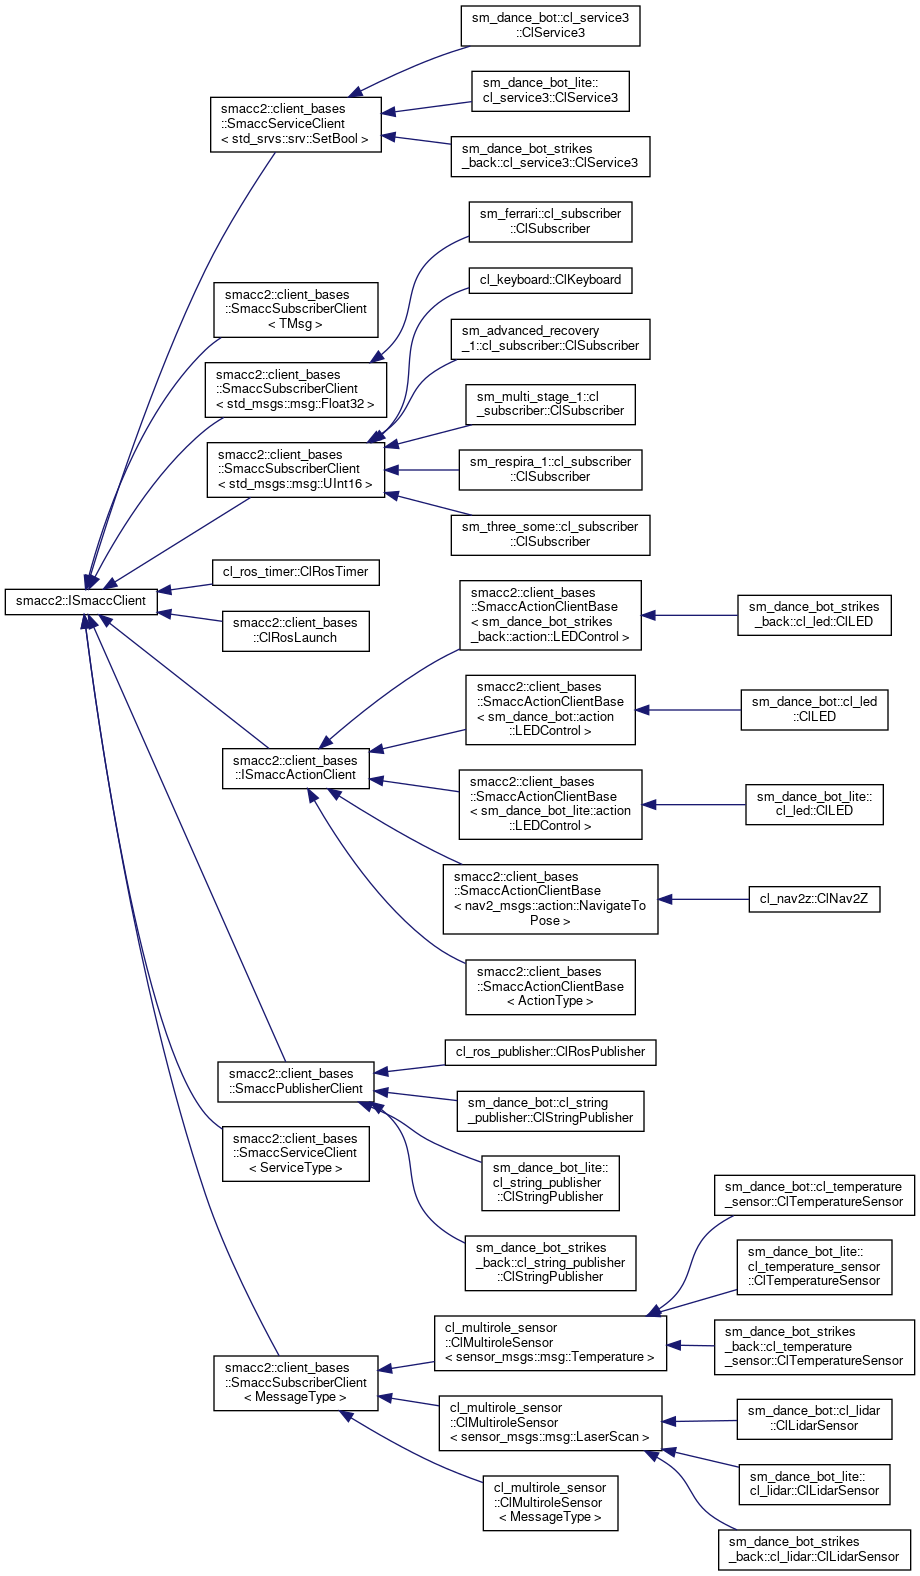 sm_dance_bot::cl_service3
::ClService3
sm_dance_bot_lite::
cl_service3::ClService3
smacc2::client_bases
::SmaccServiceClient
< std_srvs::srv::SetBool >
sm_dance_bot_strikes
_back::cl_service3::ClService3
sm_ferrari::cl_subscriber
::ClSubscriber
cl_keyboard::ClKeyboard
smacc2::client_bases
::SmaccSubscriberClient
< TMsg >
sm_advanced_recovery
_1::cl_subscriber::ClSubscriber
smacc2::client_bases
::SmaccSubscriberClient
< std_msgs::msg::Float32 >
sm_multi_stage_1::cl
_subscriber::ClSubscriber
smacc2::client_bases
::SmaccSubscriberClient
< std_msgs::msg::UInt16 >
sm_respira_1::cl_subscriber
::ClSubscriber
sm_three_some::cl_subscriber
::ClSubscriber
cl_ros_timer::ClRosTimer
smacc2::ISmaccClient
smacc2::client_bases
::ClRosLaunch
smacc2::client_bases
::SmaccActionClientBase
< sm_dance_bot_strikes
_back::action::LEDControl >
sm_dance_bot_strikes
_back::cl_led::ClLED
smacc2::client_bases
::SmaccActionClientBase
< sm_dance_bot::action
::LEDControl >
sm_dance_bot::cl_led
::ClLED
smacc2::client_bases
::ISmaccActionClient
smacc2::client_bases
::SmaccActionClientBase
< sm_dance_bot_lite::action
::LEDControl >
sm_dance_bot_lite::
cl_led::ClLED
smacc2::client_bases
::SmaccActionClientBase
< nav2_msgs::action::NavigateTo
Pose >
cl_nav2z::ClNav2Z
smacc2::client_bases
::SmaccActionClientBase
< ActionType >
cl_ros_publisher::ClRosPublisher
smacc2::client_bases
::SmaccPublisherClient
sm_dance_bot::cl_string
_publisher::ClStringPublisher
smacc2::client_bases
::SmaccServiceClient
< ServiceType >
sm_dance_bot_lite::
cl_string_publisher
::ClStringPublisher
sm_dance_bot::cl_temperature
_sensor::ClTemperatureSensor
sm_dance_bot_strikes
_back::cl_string_publisher
::ClStringPublisher
sm_dance_bot_lite::
cl_temperature_sensor
::ClTemperatureSensor
cl_multirole_sensor
::ClMultiroleSensor
< sensor_msgs::msg::Temperature >
sm_dance_bot_strikes
_back::cl_temperature
_sensor::ClTemperatureSensor
smacc2::client_bases
::SmaccSubscriberClient
< MessageType >
cl_multirole_sensor
::ClMultiroleSensor
< sensor_msgs::msg::LaserScan >
sm_dance_bot::cl_lidar
::ClLidarSensor
sm_dance_bot_lite::
cl_lidar::ClLidarSensor
cl_multirole_sensor
::ClMultiroleSensor
< MessageType >
sm_dance_bot_strikes
_back::cl_lidar::ClLidarSensor